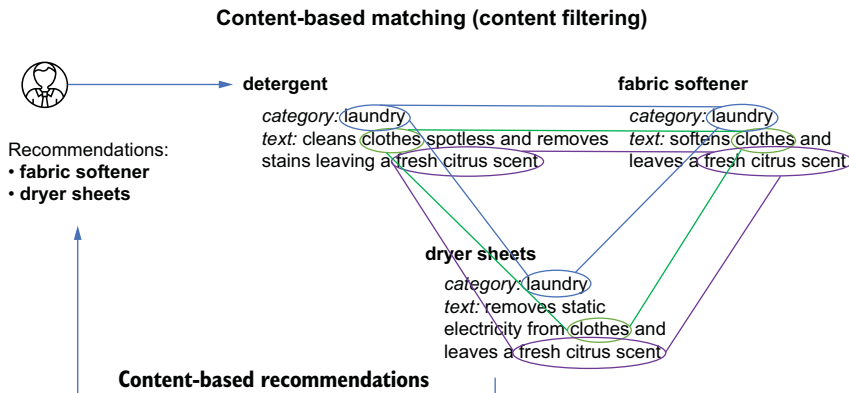 Content-based matching (content filtering)
detergent
category: laundry
text: cleans clothes spotless and removes
stains leaving a fresh citrus scent
fabric softener
category: laundry
text: softens clothes and
leaves a fresh citrus scent
Recommendations:
• fabric softener
• dryer sheets
dryer sheets
category: laundry
text: removes static
electricity from clothes and
leaves a fresh citrus scent
Content-based recommendations